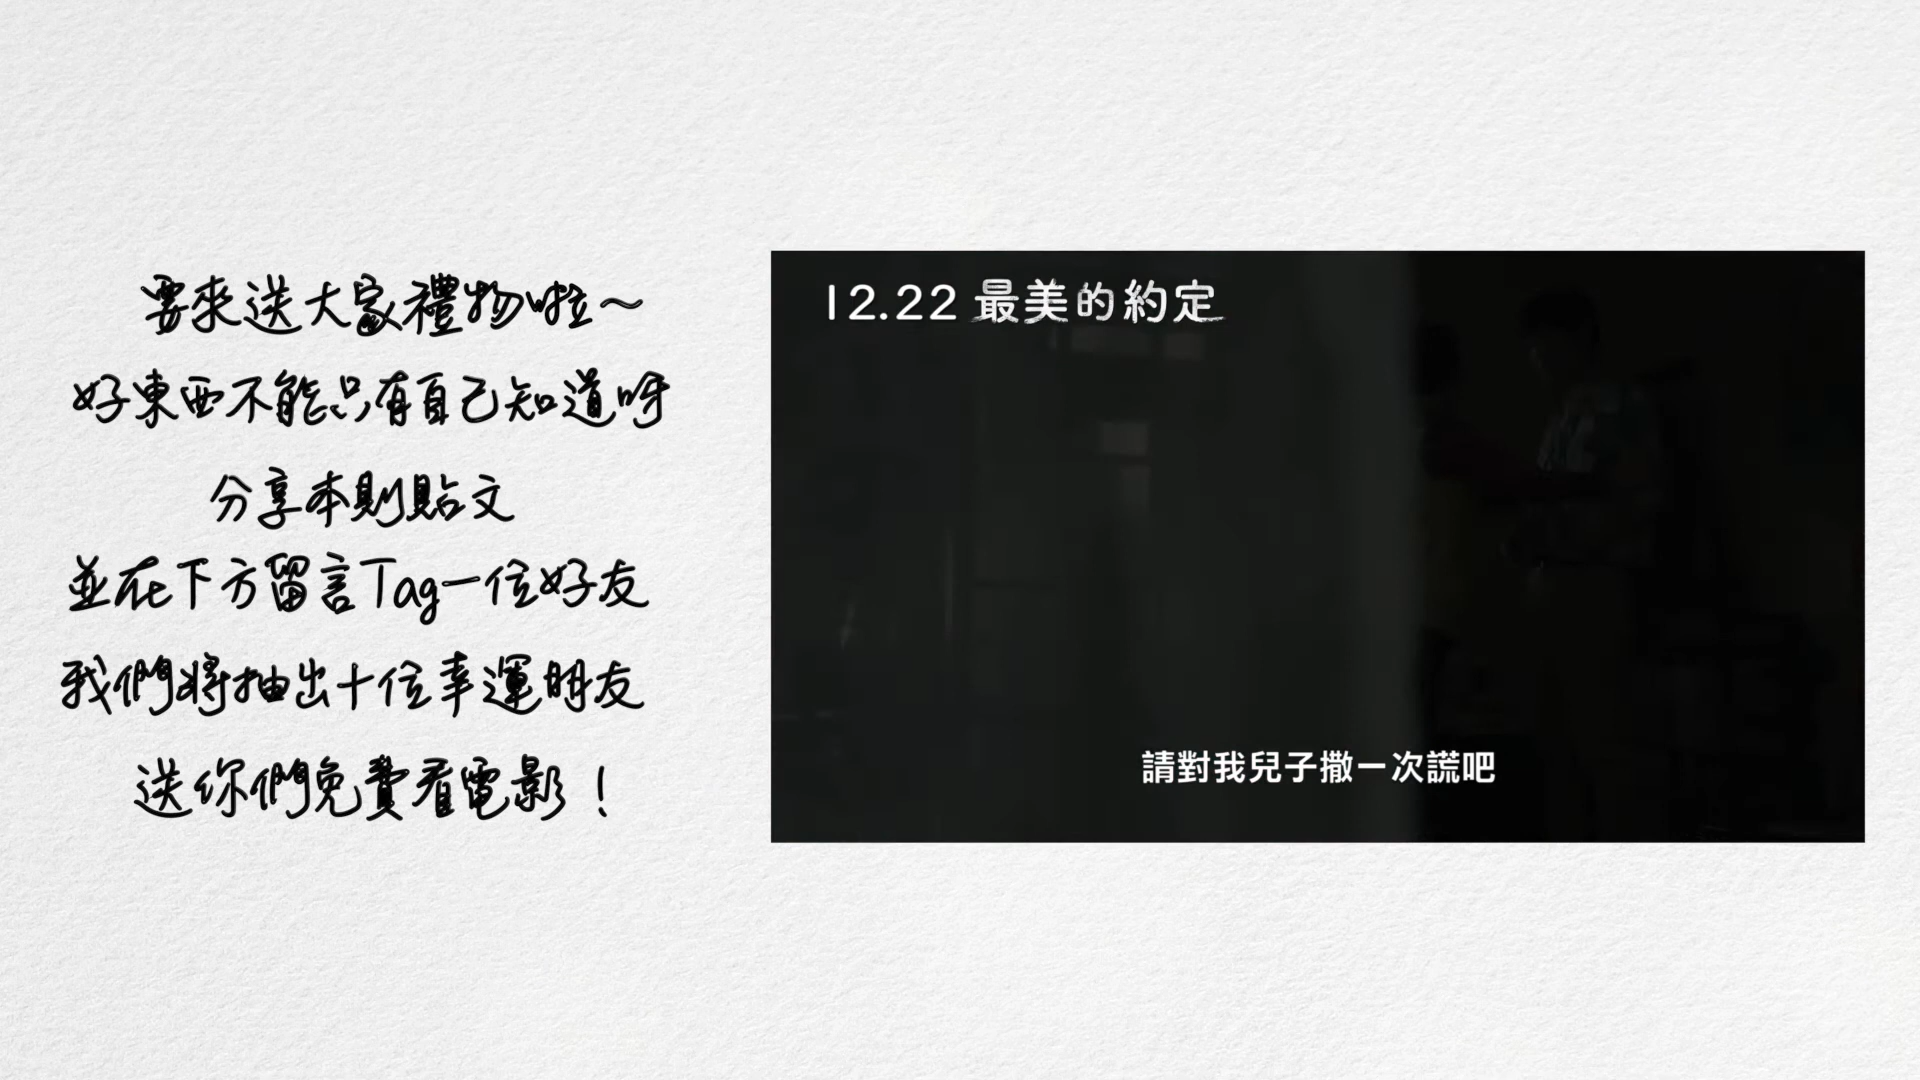 要來送大家禮物啦～
好東西不能只有自己知道呀
分享本則貼文
並在下方留言Tag一位好友
我們將抽出十位幸運朋友
送你們免費看電影！
12.22 最美的約定
請對我兒子撒一次謊吧